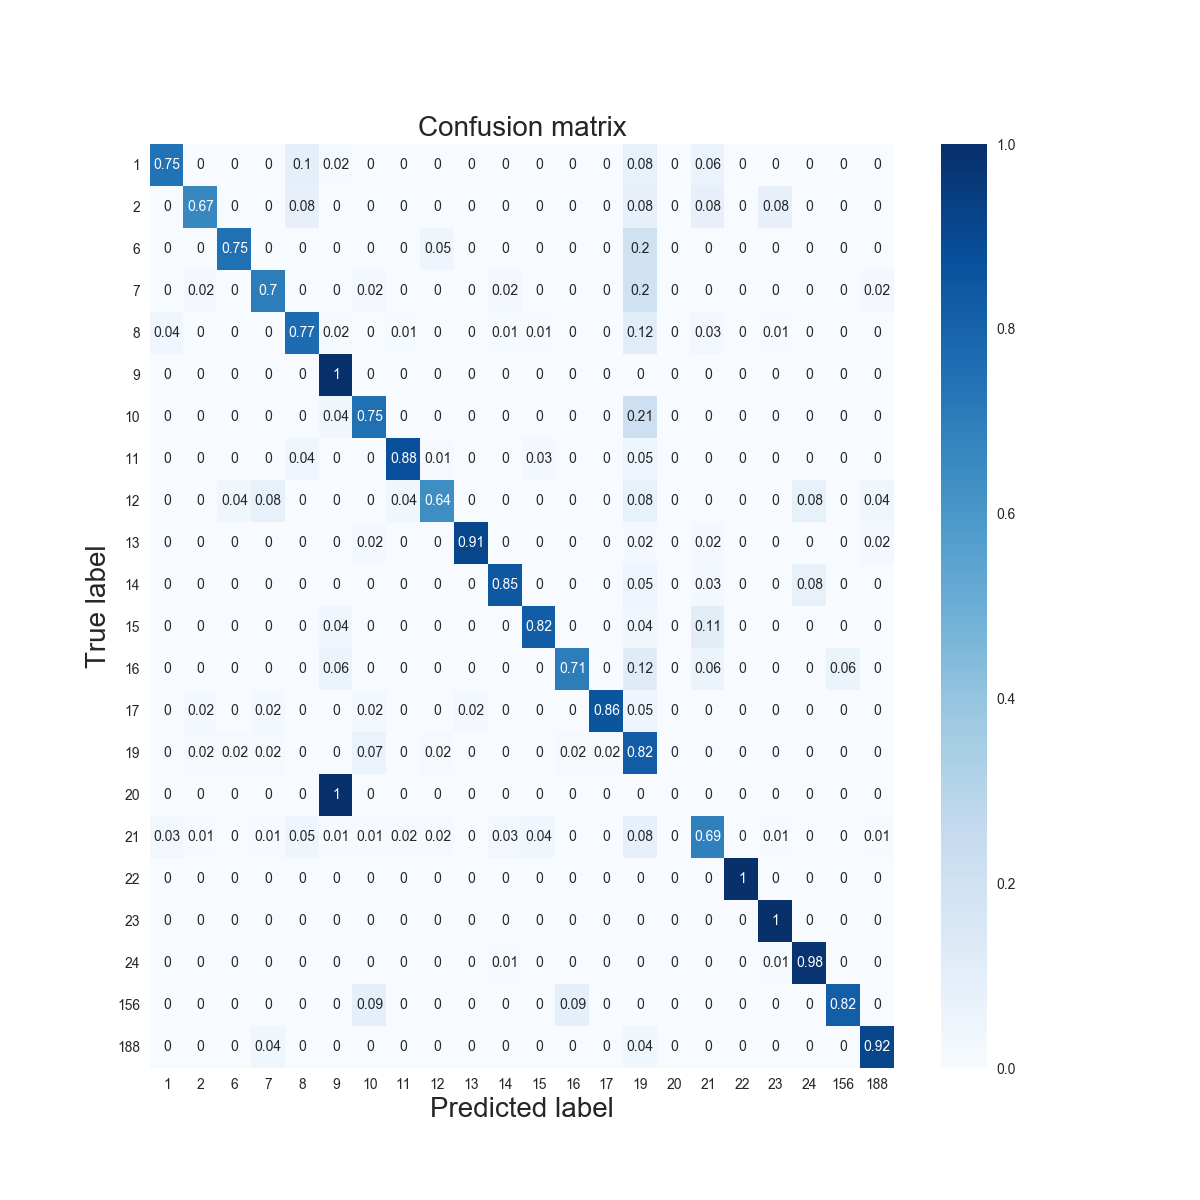 Confusion matrix
1 0.75 0 0 0 0.1 0.02 0 0 0 0 0 0 0 0 0.08 0 0.06 0 0 0 0 0 1.0
2 0 0.67 0 0 0.08 0 0 0 0 0 0 0 0 0 0.08 0 0.08 0 0.08 0 0 0
6 0 0 0.75 0 0 0 0 0 0.05 0 0 0 0 0 0.2 0 0 0 0 0 0 0
7 0 0.02 0 0.7 0 0 0.02 0 0 0 0.02 0 0 0 0.2 0 0 0 0 0 0 0.02
8 0.04 0 0 0 0.77 0.02 0 0.01 0 0 0.01 0.01 0 0 0.12 0 0.03 0 0.01 0 0 0 0.8
9 0 0 0 0 0 1 0 0 0 0 0 0 0 0 0 0 0 0 0 0 0 0
10 0 0 0 0 0 0.04 0.75 0 0 0 0 0 0 0 0.21 0 0 0 0 0 0 0
11 0 0 0 0 0.04 0 0 0.88 0.01 0 0 0.03 0 0 0.05 0 0 0 0 0 0 0
12 0 0 0.04 0.08 0 0 0 0.04 0.64 0 0 0 0 0 0.08 0 0 0 0 0.08 0 0.04 0.6
13 0 0 0 0 0 0 0.02 0 0 0.91 0 0 0 0 0.02 0 0.02 0 0 0 0 0.02
14 0 0 0 0 0 0 0 0 0 0 0.85 0 0 0 0.05 0 0.03 0 0 0.08 0 0
15 0 0 0 0 0 0.04 0 0 0 0 0 0.82 0 0 0.04 0 0.11 0 0 0 0 0
16 0 0 0 0 0 0.06 0 0 0 0 0 0 0.71 0 0.12 0 0.06 0 0 0 0.06 0
17 0 0.02 0 0.02 0 0 0.02 0 0 0.02 0 0 0 0.86 0.05 0 0 0 0 0 0 0 0.4
19 0 0.02 0.02 0.02 0 0 0.07 0 0.02 0 0 0 0.02 0.02 0.82 0 0 0 0 0 0 0
20 0 0 0 0 0 1 0 0 0 0 0 0 0 0 0 0 0 0 0 0 0 0
21 0.03 0.01 0 0.01 0.05 0.01 0.01 0.02 0.02 0 0.03 0.04 0 0 0.08 0 0.69 0 0.01 0 0 0.01
22 0 0 0 0 0 0 0 0 0 0 0 0 0 0 0 0 0 1 0 0 0 0 0.2
23 0 0 0 0 0 0 0 0 0 0 0 0 0 0 0 0 0 0 1 0 0 0
24 0 0 0 0 0 0 0 0 0 0 0.01 0 0 0 0 0 0 0 0.01 0.98 0 0
156 0 0 0 0 0 0 0.09 0 0 0 0 0 0.09 0 0 0 0 0 0 0 0.82 0
188 0 0 0 0.04 0 0 0 0 0 0 0 0 0 0 0.04 0 0 0 0 0 0 0.92 0.0
1 2 6 7 8 9 10 11 12 13 14 15 16 17 19 20 21 22 23 24 156 188
Predicted label
True label